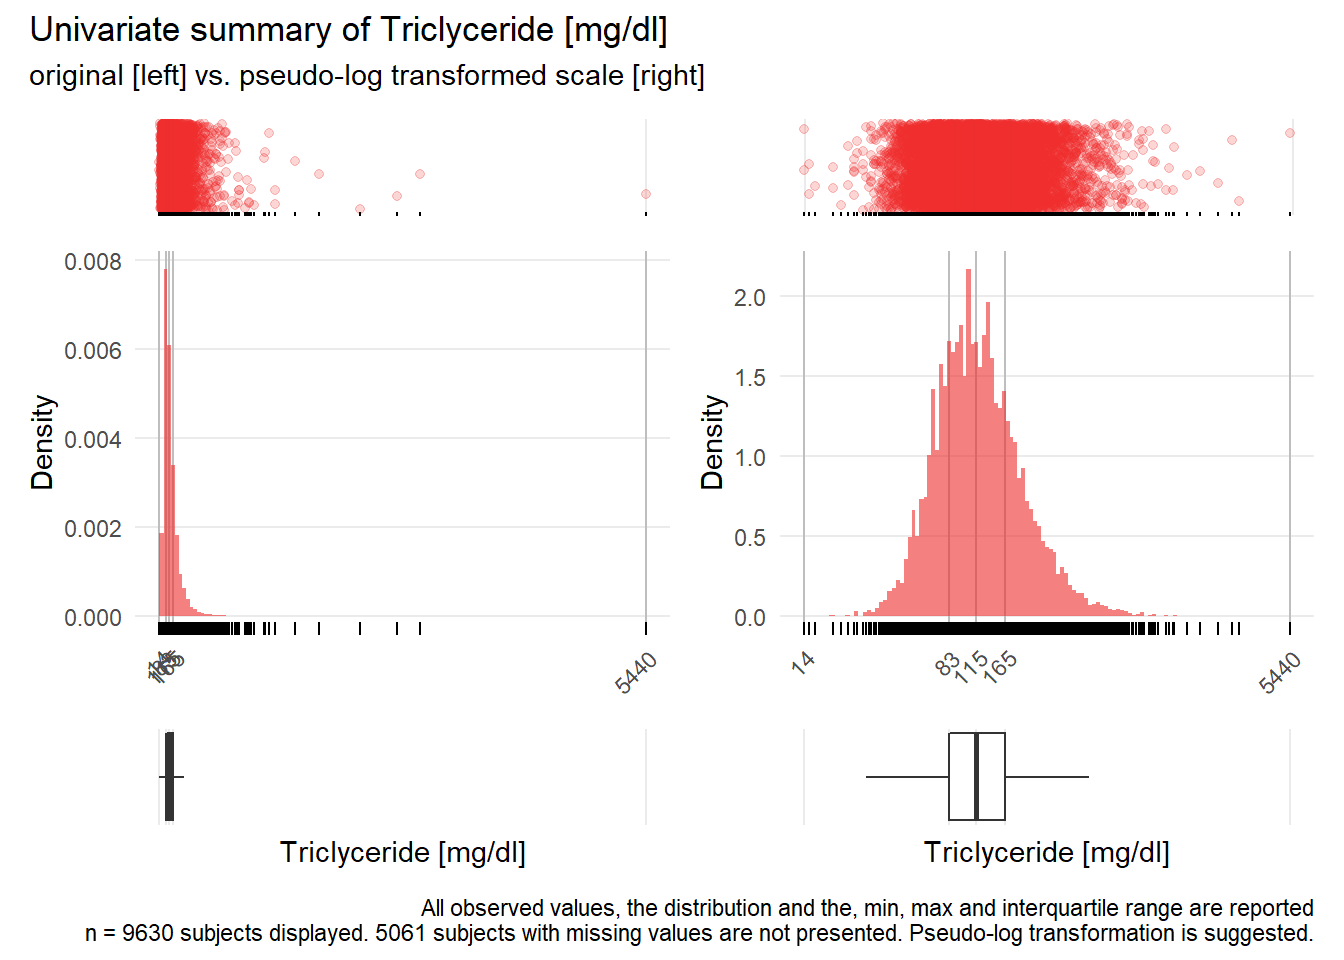 Univariate summary of Triclyceride [mg/dl]
original [left] vs. pseudo-log transformed scale [right]
0.008
0.006
0.004
0.002
0.000
Density
165
5440
Triclyceride [mg/dl]
2.0
1.5
1.0
0.5
0.0
Density
14
83
115
165
5440
Triclyceride [mg/dl]
All observed values, the distribution and the, min, max and interquartile range are reported
n = 9630 subjects displayed. 5061 subjects with missing values are not presented. Pseudo-log transformation is suggested.